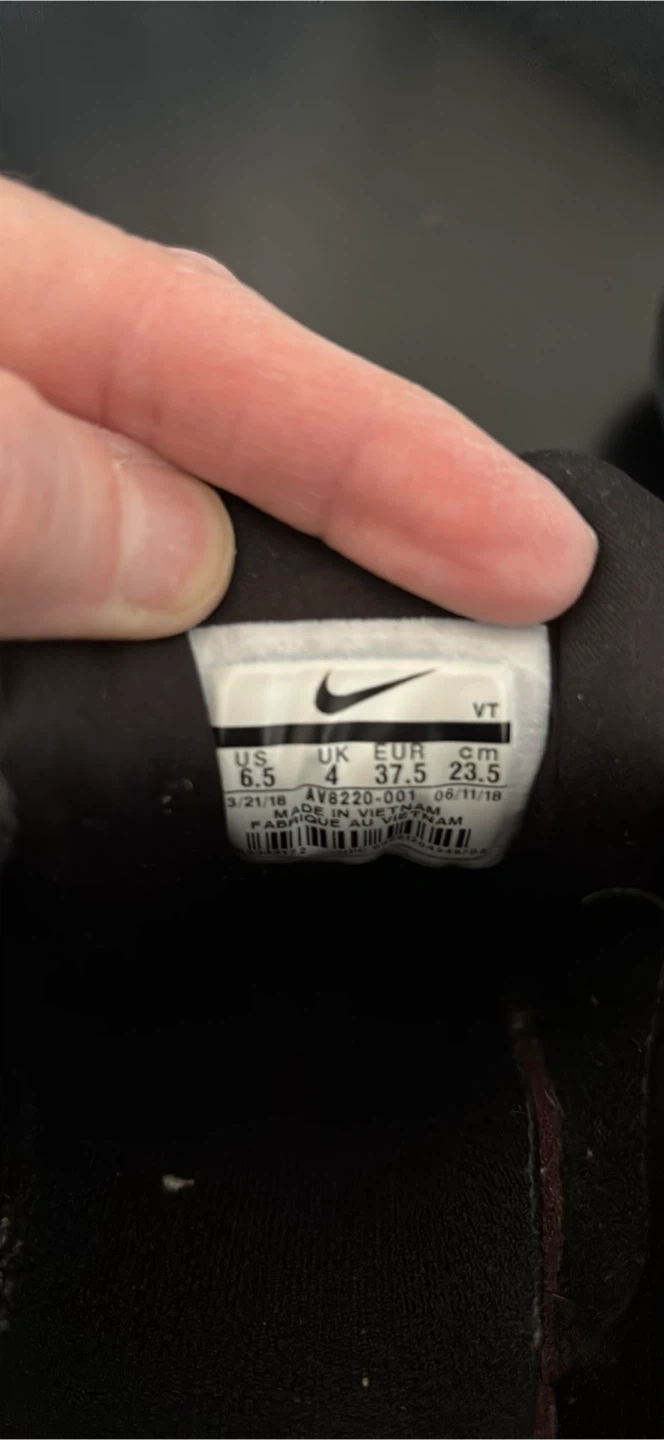 VT
US UK EUR cm
6.5 4 37.5 23.5
3/21/18 AV8220-001 06/11/18
MADE IN VIETNAM
FABRIQUE AU VIETNAM